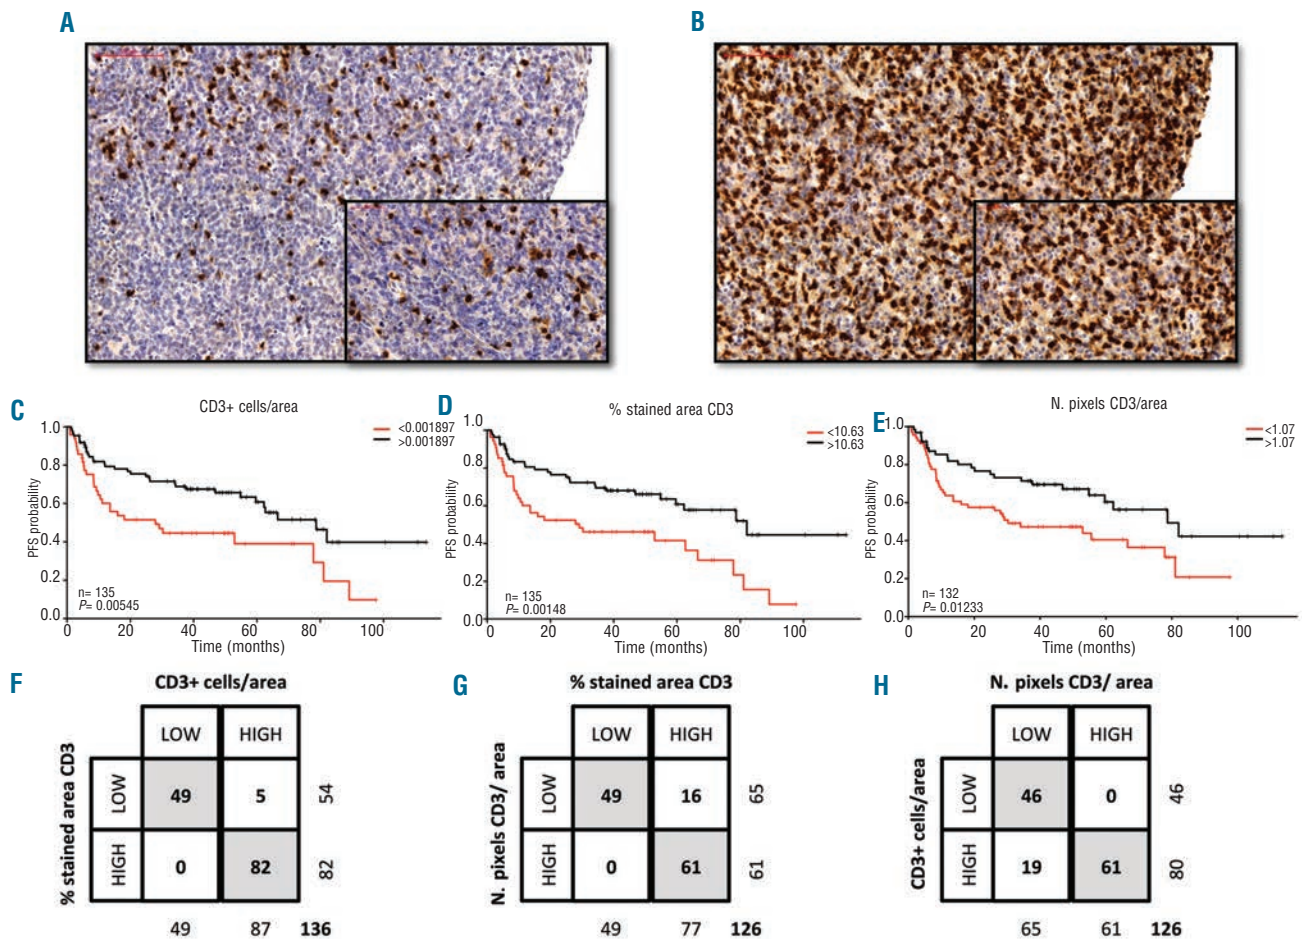 A
B
C
CD3+ cells/area
<0.001897
>0.001897
PFS probability
1.0
0.8
0.6
0.4
0.2
0.0
n= 135
P= 0.00545
0 20 40 60 80 100
Time (months)
D
% stained area CD3
<10.63
>10.63
PFS probability
1.0
0.8
0.6
0.4
0.2
0.0
n= 135
P= 0.00148
0 20 40 60 80 100
Time (months)
E
N. pixels CD3/area
<1.07
>1.07
PFS probability
1.0
0.8
0.6
0.4
0.2
0.0
n= 132
P= 0.01233
0 20 40 60 80 100
Time (months)
F
CD3+ cells/area
% stained area CD3
LOW HIGH
LOW 49 5 54
HIGH 0 82 82
49 87 136
G
% stained area CD3
N. pixels CD3/ area
LOW HIGH
LOW 49 16 65
HIGH 0 61 61
49 77 126
H
N. pixels CD3/ area
CD3+ cells/area
LOW HIGH
LOW 46 0 46
HIGH 19 61 80
65 61 126